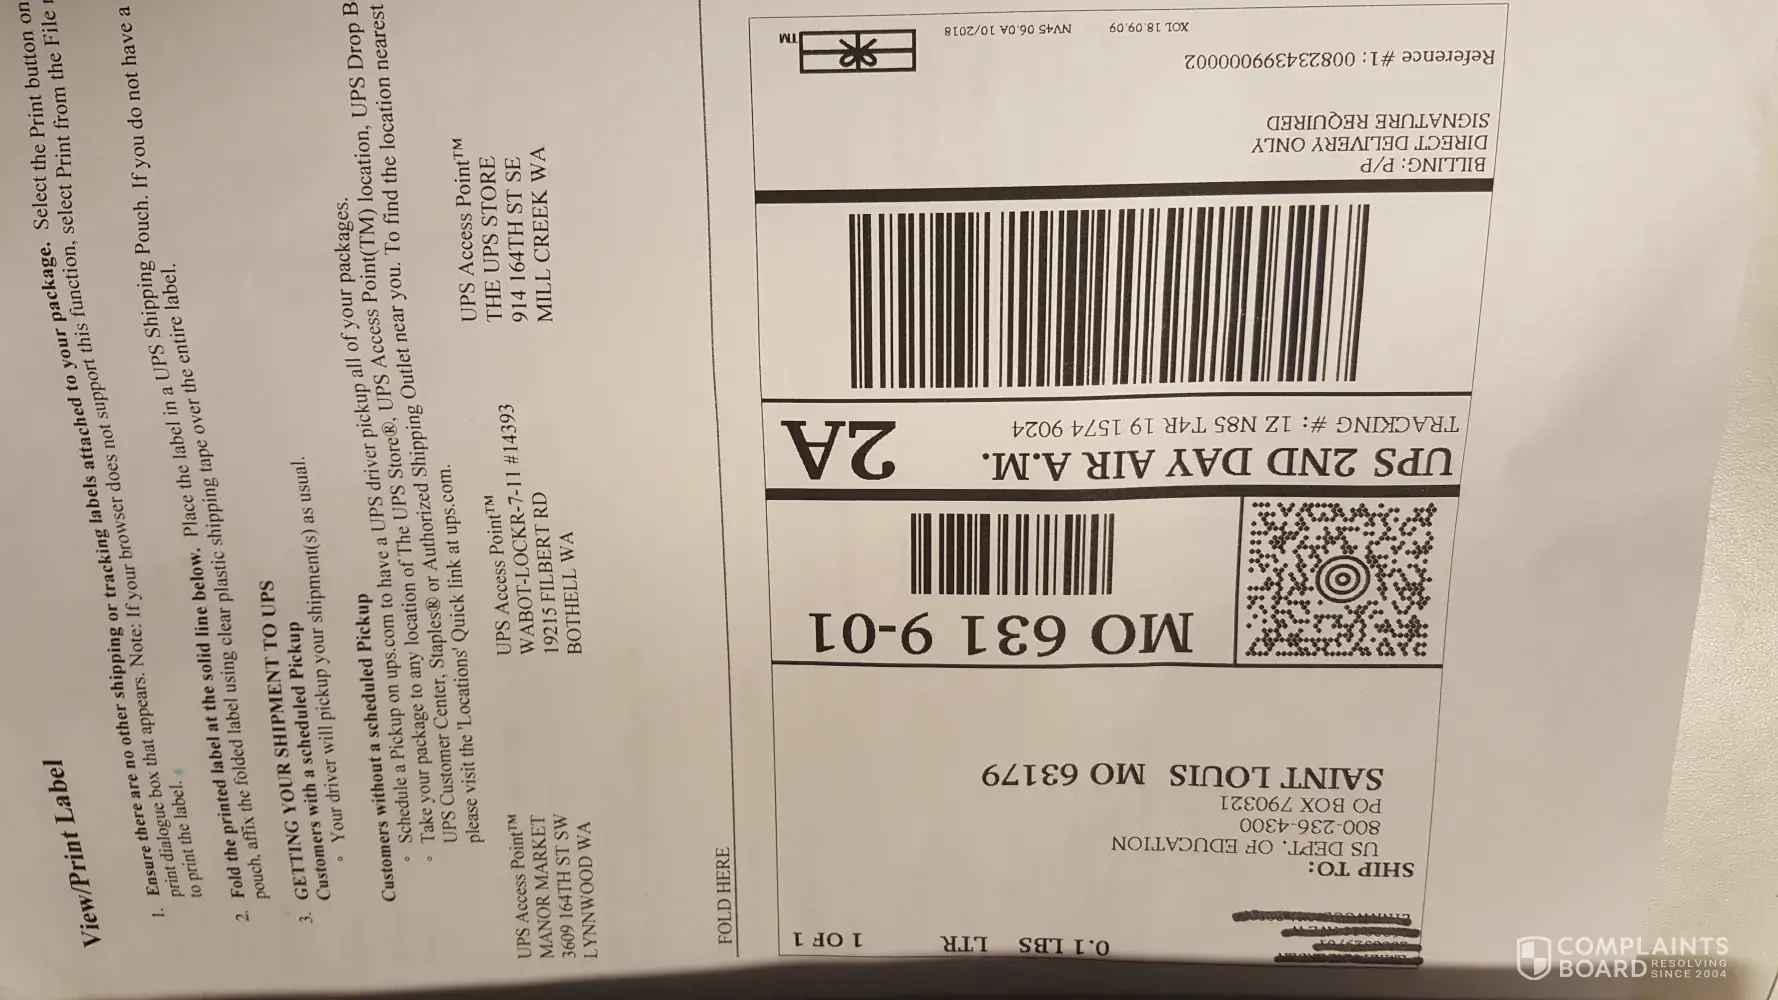 View/Print Label
1. Ensure there are no other shipping or tracking labels attached to your package. Select the Print button on
print dialogue box that appears. Note: If your browser does not support this function, select Print from the File
to print the label.
2. Fold the printed label at the solid line below. Place the label in a UPS Shipping Pouch. If you do not have a
pouch, affix the folded label using clear plastic shipping tape over the entire label.
3. GETTING YOUR SHIPMENT TO UPS
Customers with a scheduled Pickup
◦ Your driver will pickup your shipment(s) as usual.
Customers without a scheduled Pickup
◦ Schedule a Pickup on ups.com to have a UPS driver pickup all of your packages.
◦ Take your package to any location of The UPS Store®, UPS Access Point(TM) location, UPS Drop B
UPS Customer Center, Staples® or Authorized Shipping Outlet near you. To find the location nearest
please visit the 'Locations' Quick link at ups.com.
UPS Access Point™
MANOR MARKET
3609 164TH ST SW
LYNNWOOD WA
UPS Access Point™
WABOT-LOCKR-7-11 #14393
19215 FILBERT RD
BOTHELL WA
UPS Access Point™
THE UPS STORE
914 164TH ST SE
MILL CREEK WA
FOLD HERE
0.1 LBS LTR 1 OF 1
SHIP TO:
US DEPT. OF EDUCATION
800-236-4300
PO BOX 790321
SAINT LOUIS MO 63179
MO 631 9-01
UPS 2ND DAY AIR A.M.
TRACKING #: 1Z N85 T4R 19 1574 9024
2A
BILLING: P/P
DIRECT DELIVERY ONLY
SIGNATURE REQUIRED
Reference #1: 0082343990000002
XOL 18.09.09 NV45 06.0A 10/2018
TM
COMPLAINTS
BOARD RESOLVING
SINCE 2004